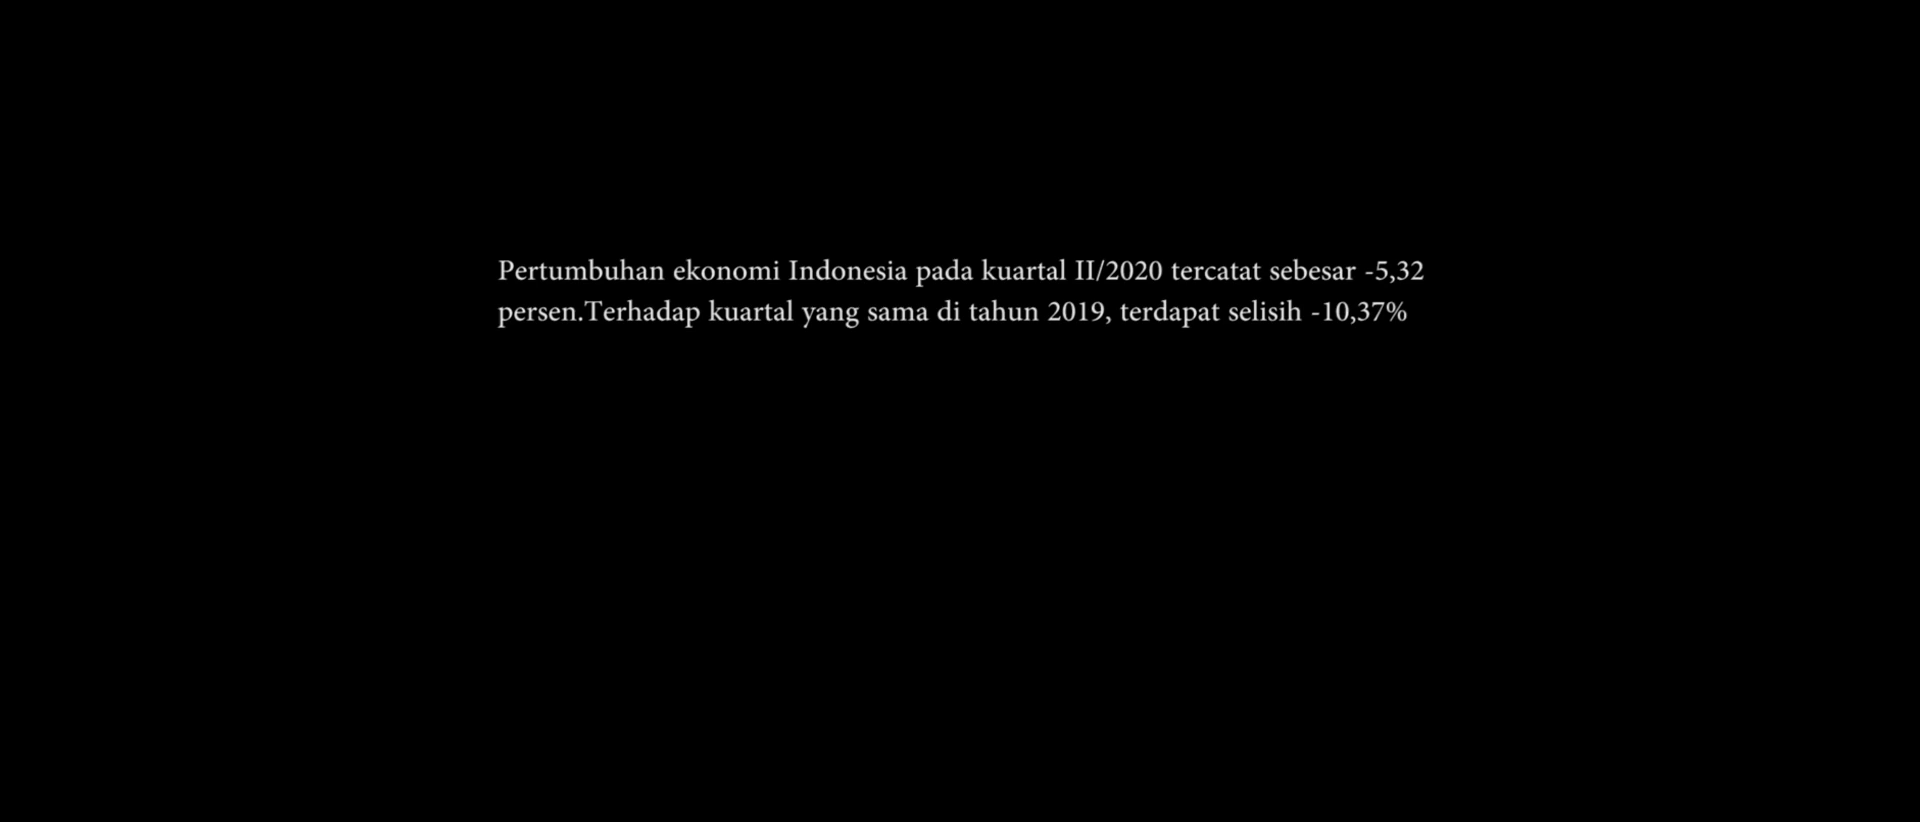 Pertumbuhan ekonomi Indonesia pada kuartal II/2020 tercatat sebesar -5,32
persen.Terhadap kuartal yang sama di tahun 2019, terdapat selisih -10,37%